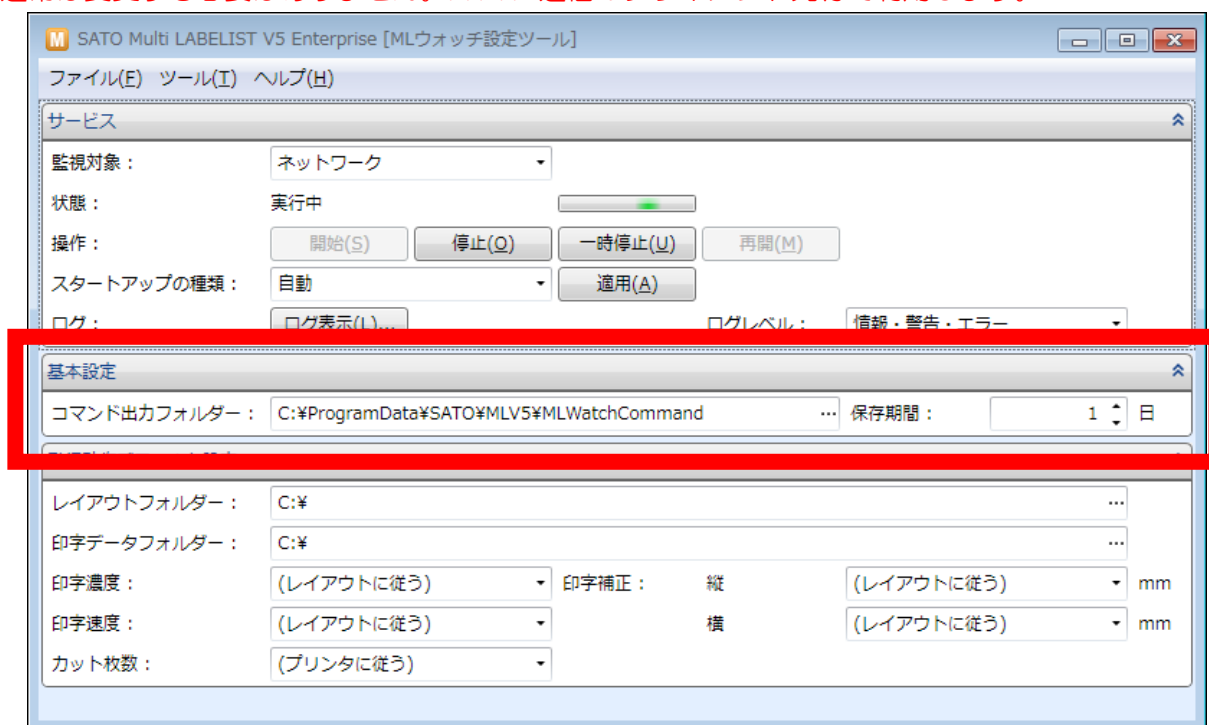 SATO Multi LABELIST V5 Enterprise [MLウォッチ設定ツール]
ファイル(F) ツール(T) ヘルプ(H)
サービス
監視対象： ネットワーク
状態： 実行中
操作： 開始(S) 停止(O) 一時停止(U) 再開(M)
スタートアップの種類： 自動 適用(A)
ログ： ログ表示(L)... ログレベル： 情報・警告・エラー
基本設定
コマンド出力フォルダー： C:¥ProgramData¥SATO¥MLV5¥MLWatchCommand ... 保存期間： 1 日
レイアウトフォルダー： C:¥ ...
印字データフォルダー： C:¥ ...
印字濃度： (レイアウトに従う) 印字補正： 縦 (レイアウトに従う) mm
印字速度： (レイアウトに従う) 横 (レイアウトに従う) mm
カット枚数： (プリンタに従う)